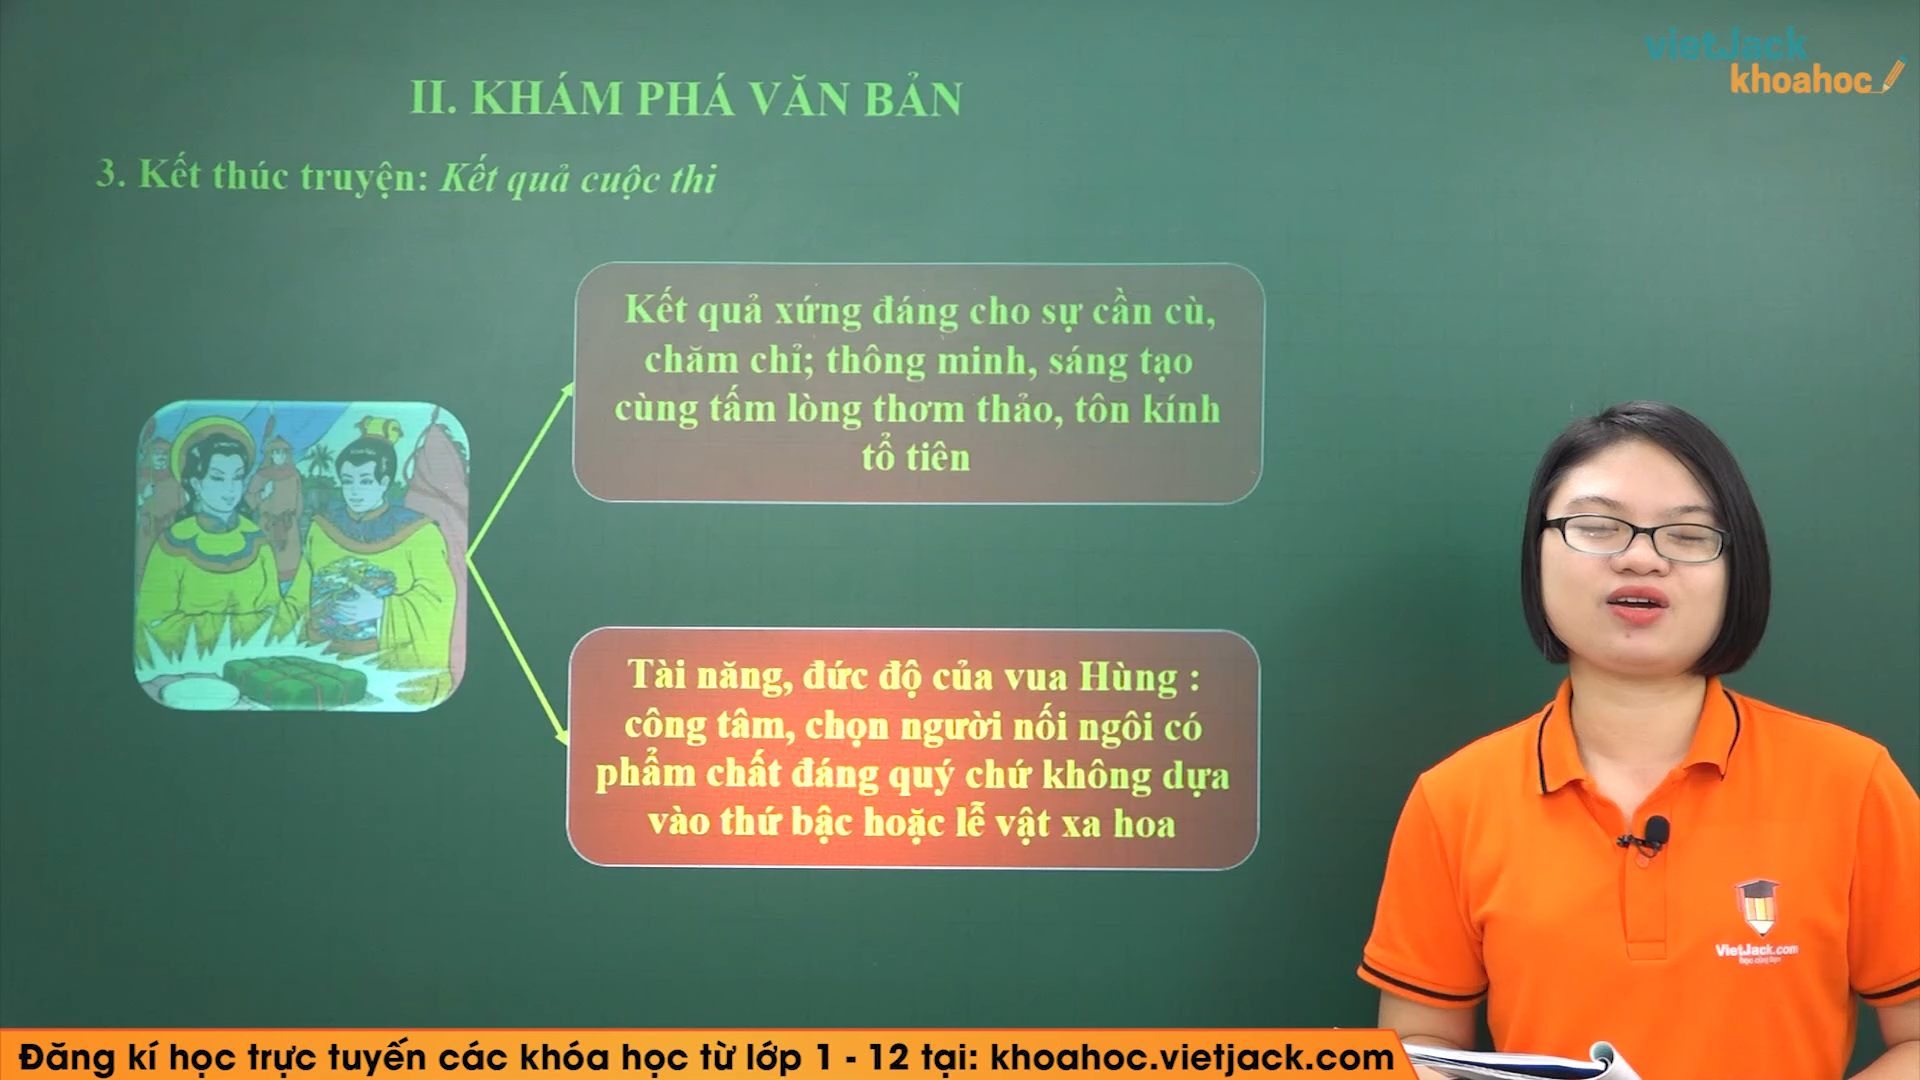 vietJack
khoahoc
II. KHÁM PHÁ VĂN BẢN
3. Kết thúc truyện: Kết quả cuộc thi
Kết quả xứng đáng cho sự cần cù,
chăm chỉ; thông minh, sáng tạo
cùng tấm lòng thơm thảo, tôn kính
tổ tiên
Tài năng, đức độ của vua Hùng :
công tâm, chọn người nối ngôi có
phẩm chất đáng quý chứ không dựa
vào thứ bậc hoặc lễ vật xa hoa
VietJack.com
Học cùng bạn
Đăng kí học trực tuyến các khóa học từ lớp 1 - 12 tại: khoahoc.vietjack.com